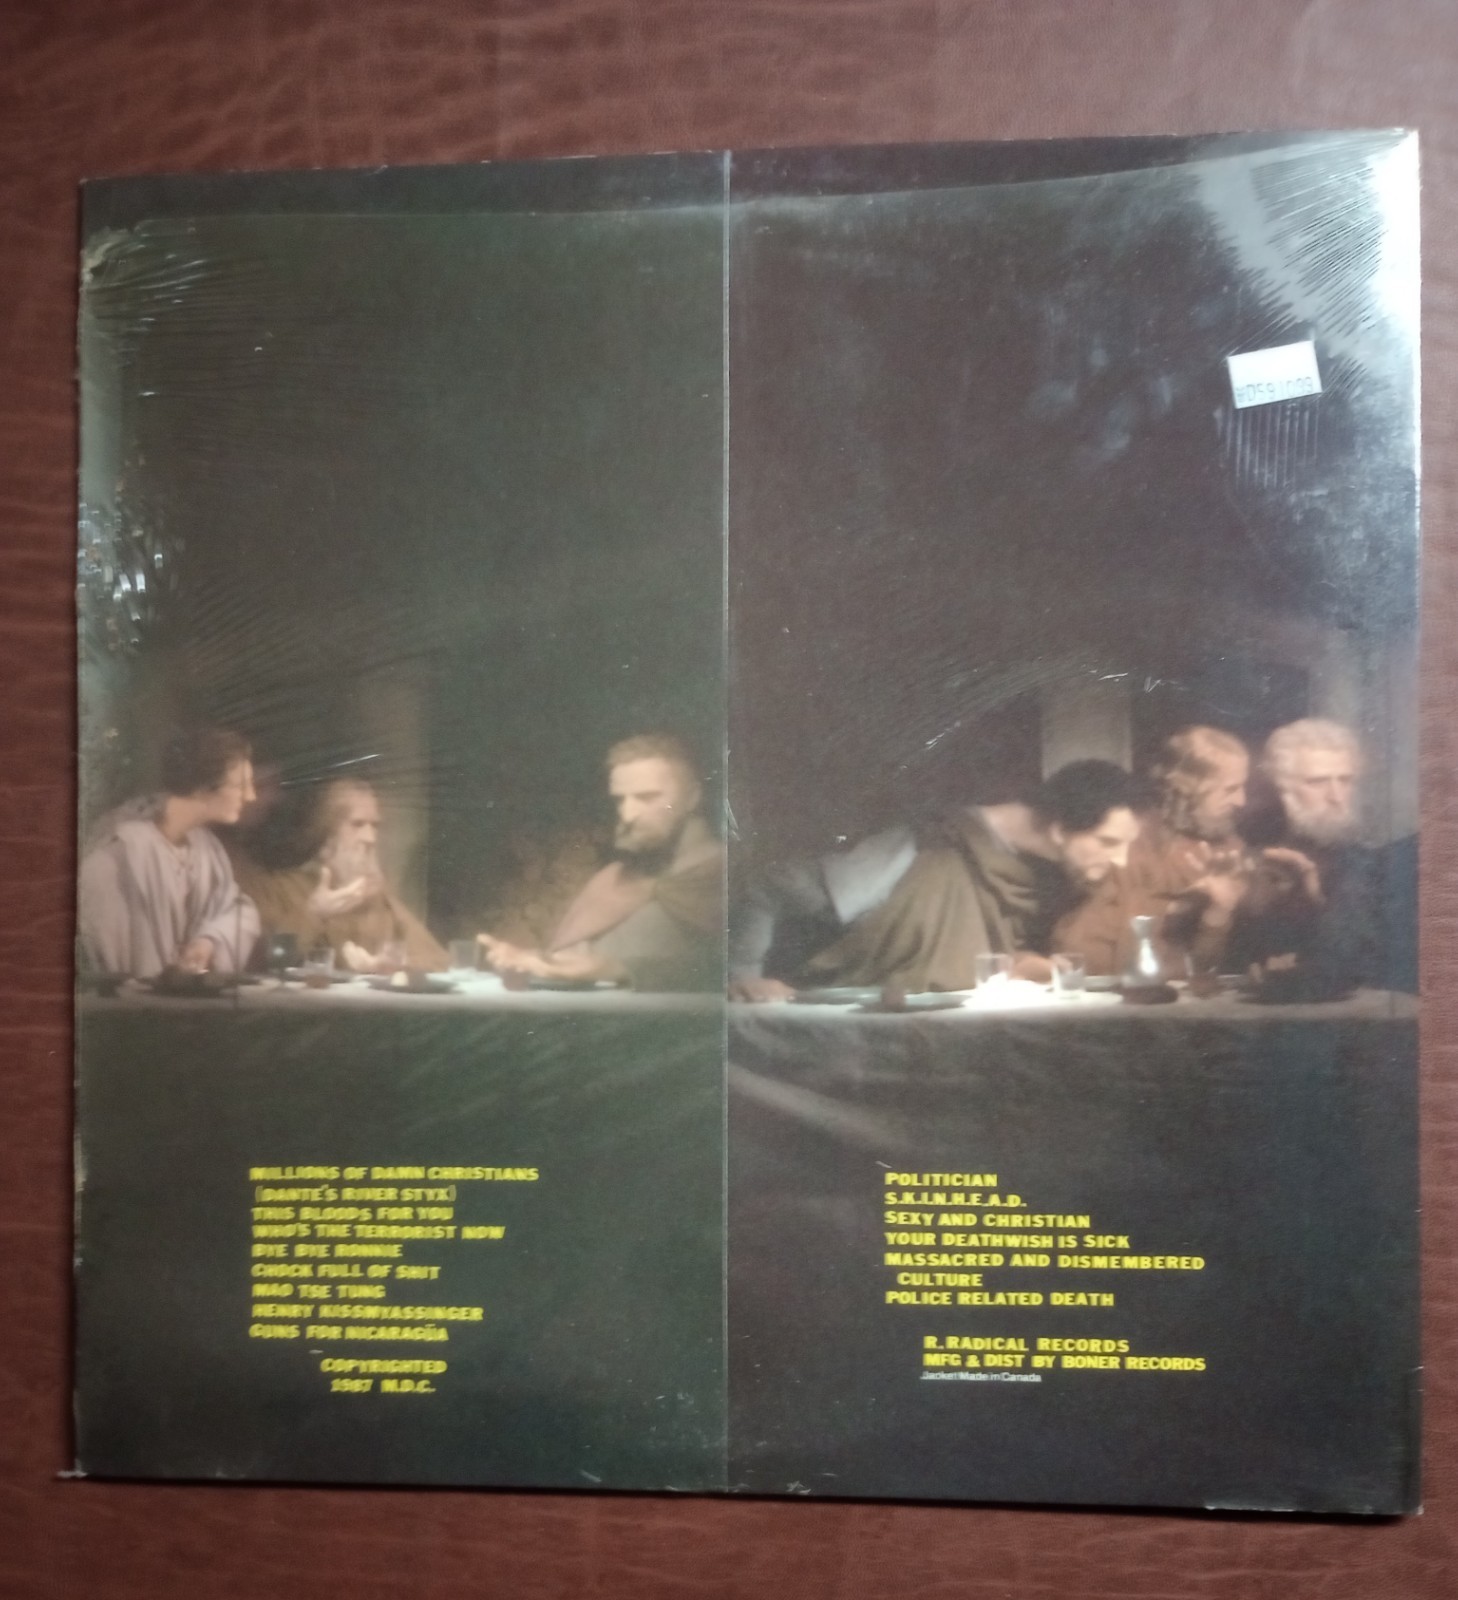 MILLIONS OF DAMN CHRISTIANS
(DANTE'S RIVER STYX)
THIS BLOODS FOR YOU
WHO'S THE TERRORIST NOW
BYE BYE RONNIE
CHOCK FULL OF SHIT
MAO TSE TUNG
HENRY KISSMYASSINGER
GUNS FOR NICARAGÜA
COPYRIGHTED
1987 M.D.C.
POLITICIAN
S.K.I.N.H.E.A.D.
SEXY AND CHRISTIAN
YOUR DEATHWISH IS SICK
MASSACRED AND DISMEMBERED
CULTURE
POLICE RELATED DEATH
R. RADICAL RECORDS
MFG & DIST BY BONER RECORDS
Jacket Made in Canada